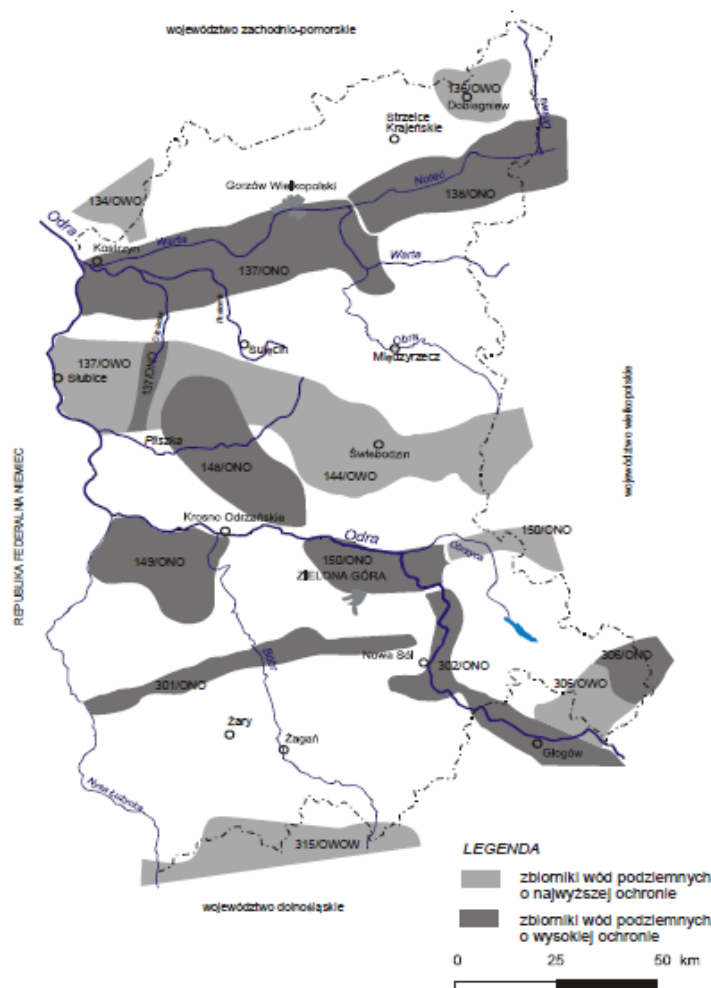 województwo zachodnio-pomorskie
136/OWO
Dobiegniew
Drawa
Strzelce
Krajeńskie
Gorzów Wielkopolski
Noteć
138/ONO
134/OWO
Odra
Kostrzyn
Warta
137/ONO
Warta
Obra
Sulęcin
Międzyrzecz
137/OWO
137/ONO
Słubice
Pliszka
Świebodzin
148/ONO
144/OWO
województwo wielkopolskie
REPUBLIKA FEDERALNA NIEMIEC
Krosno Odrzańskie
Odra
150/ONO
149/ONO
150/ONO
Obrzyca
ZIELONA GÓRA
306/ONO
Nowa Sól
302/ONO
305/OWO
301/ONO
Bóbr
Żary
Żagań
Głogów
Nysa Łużycka
315/OWOW
województwo dolnośląskie
LEGENDA
zbiorniki wód podziemnych
o najwyższej ochronie
zbiorniki wód podziemnych
o wysokiej ochronie
0 25 50 km